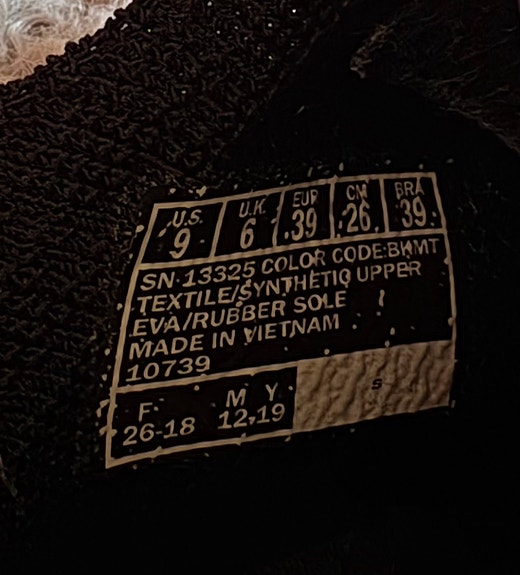 U.S. U.K. EUR CM BRA
9 6 39 26 39
SN 13325 COLOR CODE:BKMT
TEXTILE/SYNTHETIC UPPER
EVA/RUBBER SOLE
MADE IN VIETNAM
10739
F M Y
26-18 12,19
S